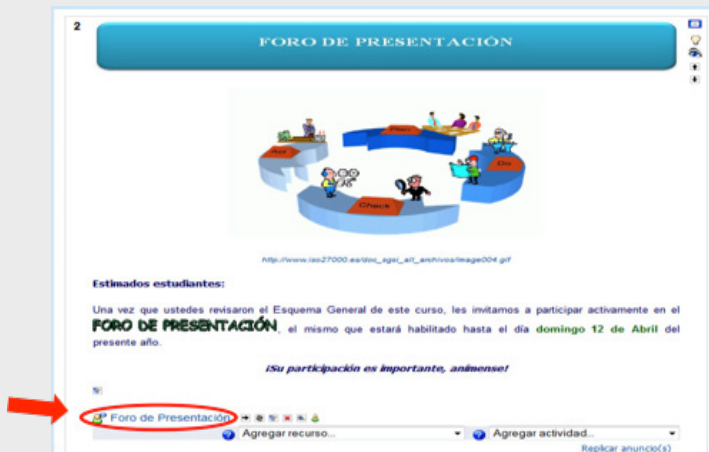 2
FORO DE PRESENTACIÓN
Plan
Act
Do
Check
http://www.iso27000.es/doc_sgsi_all_archivos/image004.gif
Estimados estudiantes:
Una vez que ustedes revisaron el Esquema General de este curso, les invitamos a participar activamente en el
FORO DE PRESENTACIÓN, el mismo que estará habilitado hasta el día domingo 12 de Abril del
presente año.
¡Su participación es importante, anímense!
Foro de Presentación
Agregar recurso... Agregar actividad...
Replicar anuncio(s)